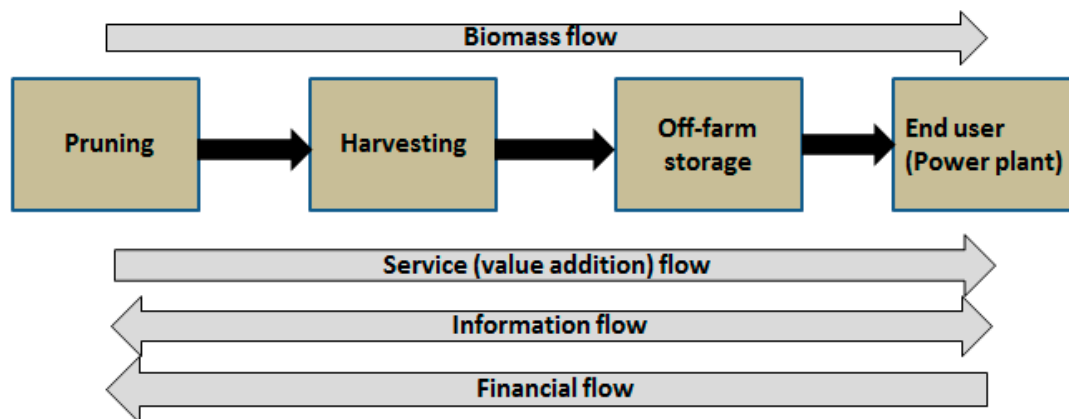 Biomass flow
Pruning
Harvesting
Off-farm
storage
End user
(Power plant)
Service (value addition) flow
Information flow
Financial flow